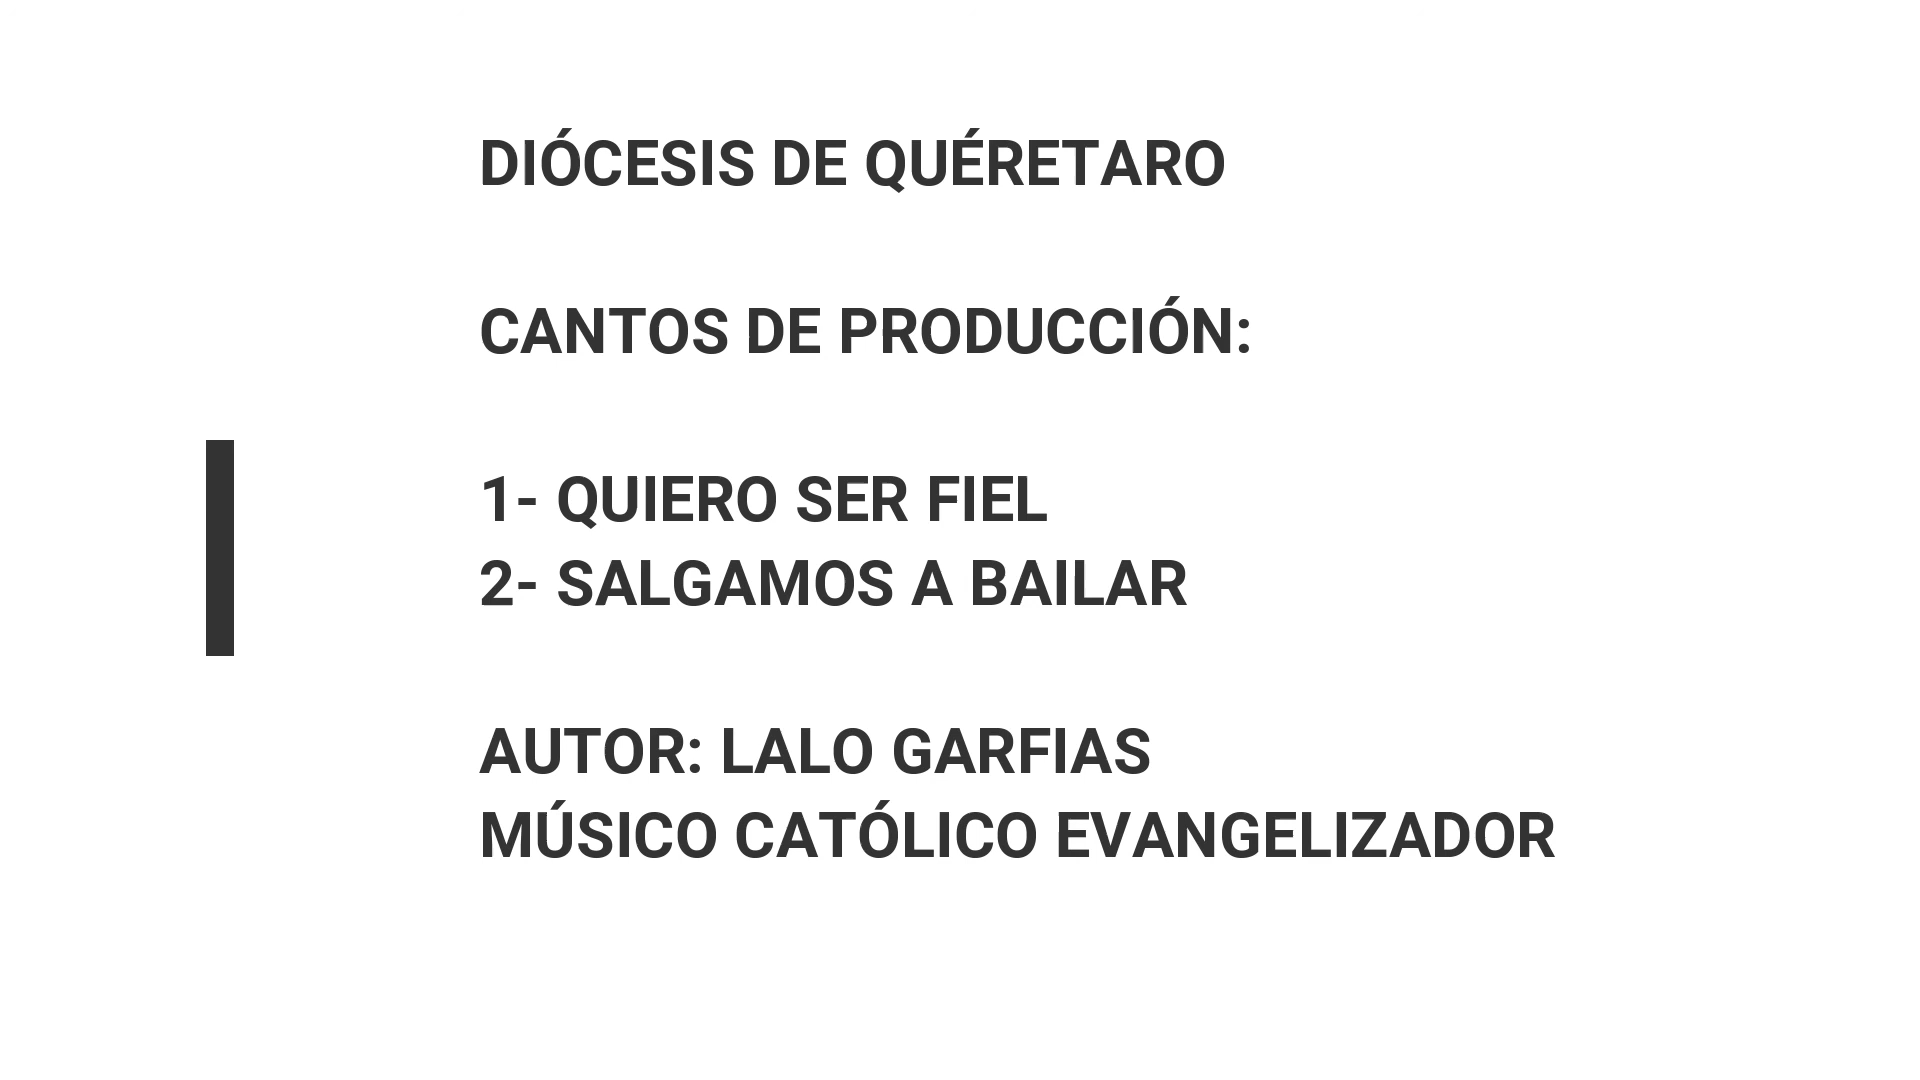 DIÓCESIS DE QUÉRETARO
CANTOS DE PRODUCCIÓN:
1- QUIERO SER FIEL
2- SALGAMOS A BAILAR
AUTOR: LALO GARFIAS
MÚSICO CATÓLICO EVANGELIZADOR